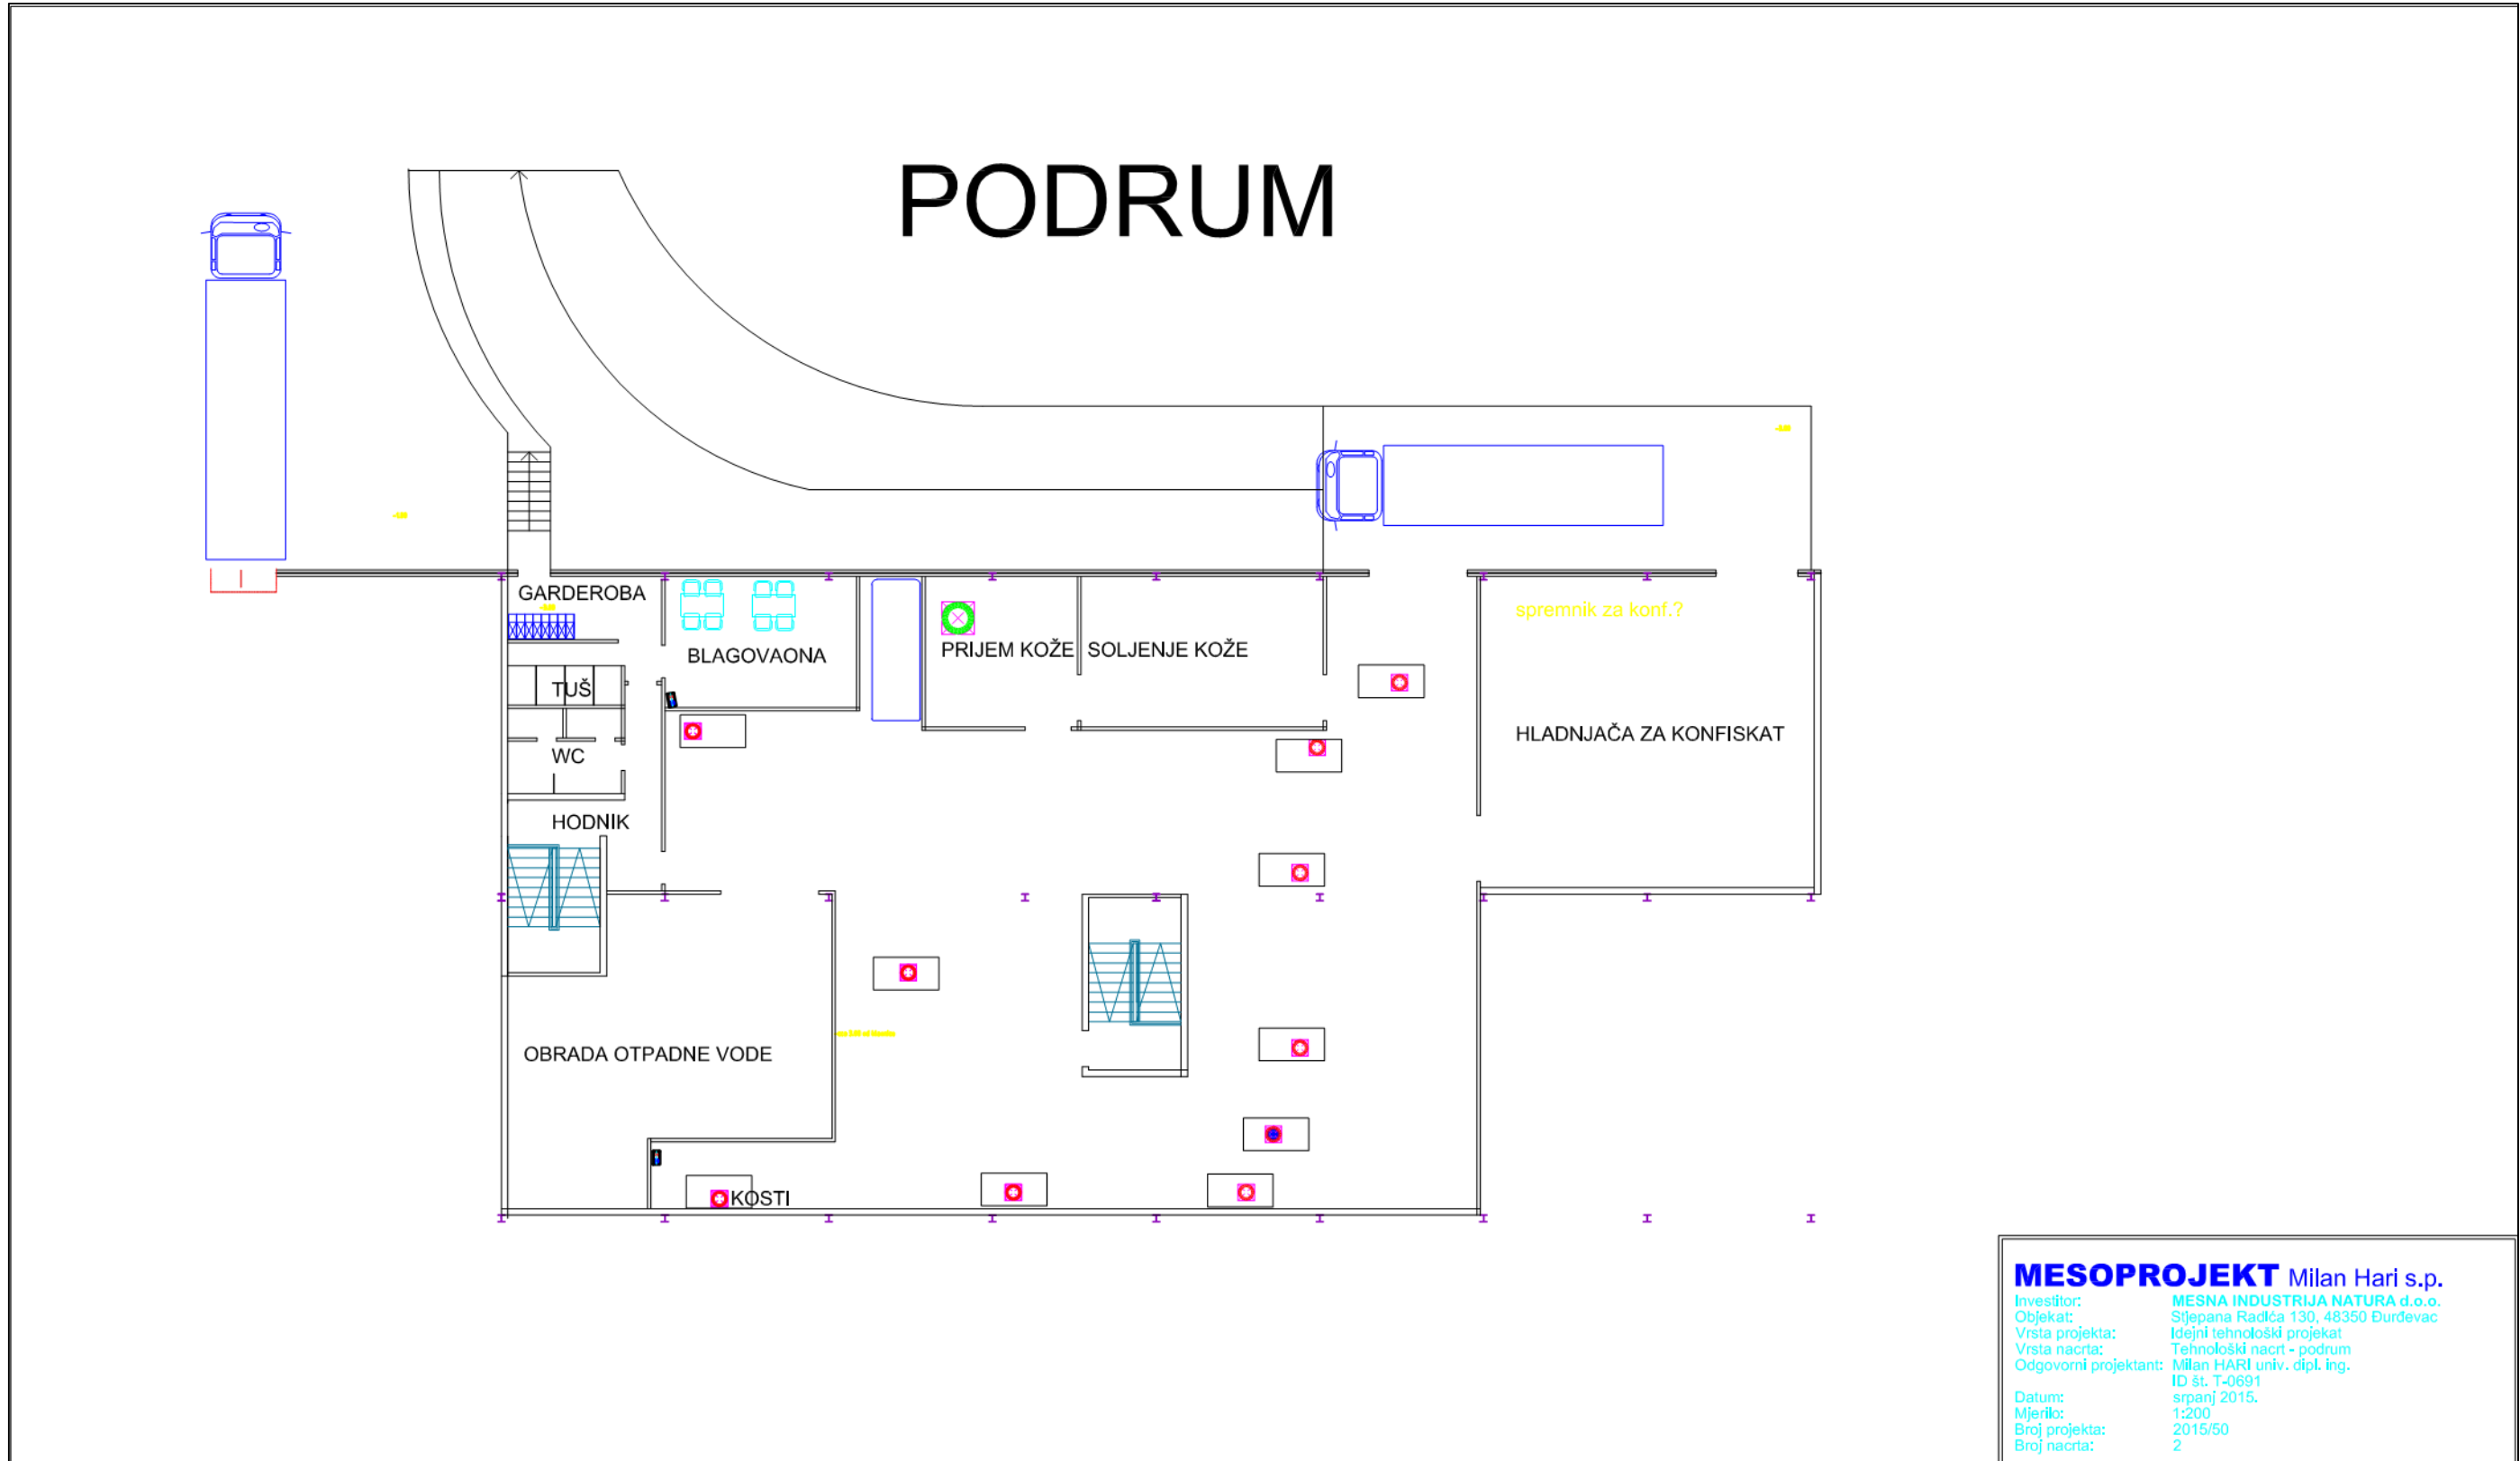 PODRUM
GARDEROBA
spremnik za konf.?
PRIJEM KOŽE
SOLJENJE KOŽE
BLAGOVAONA
TUŠ
HLADNJAČA ZA KONFISKAT
WC
HODNIK
OBRADA OTPADNE VODE
KOSTI
MESOPROJEKT Milan Hari s.p.
Investitor: MESNA INDUSTRIJA NATURA d.o.o.
Objekat: Stjepana Radića 130, 48350 Đurđevac
Vrsta projekta: Idejni tehnološki projekat
Vrsta nacrta: Tehnološki nacrt - podrum
Odgovorni projektant: Milan HARI univ. dipl. ing.
ID št. T-0691
Datum: srpanj 2015.
Mjerilo: 1:200
Broj projekta: 2015/50
Broj nacrta: 2